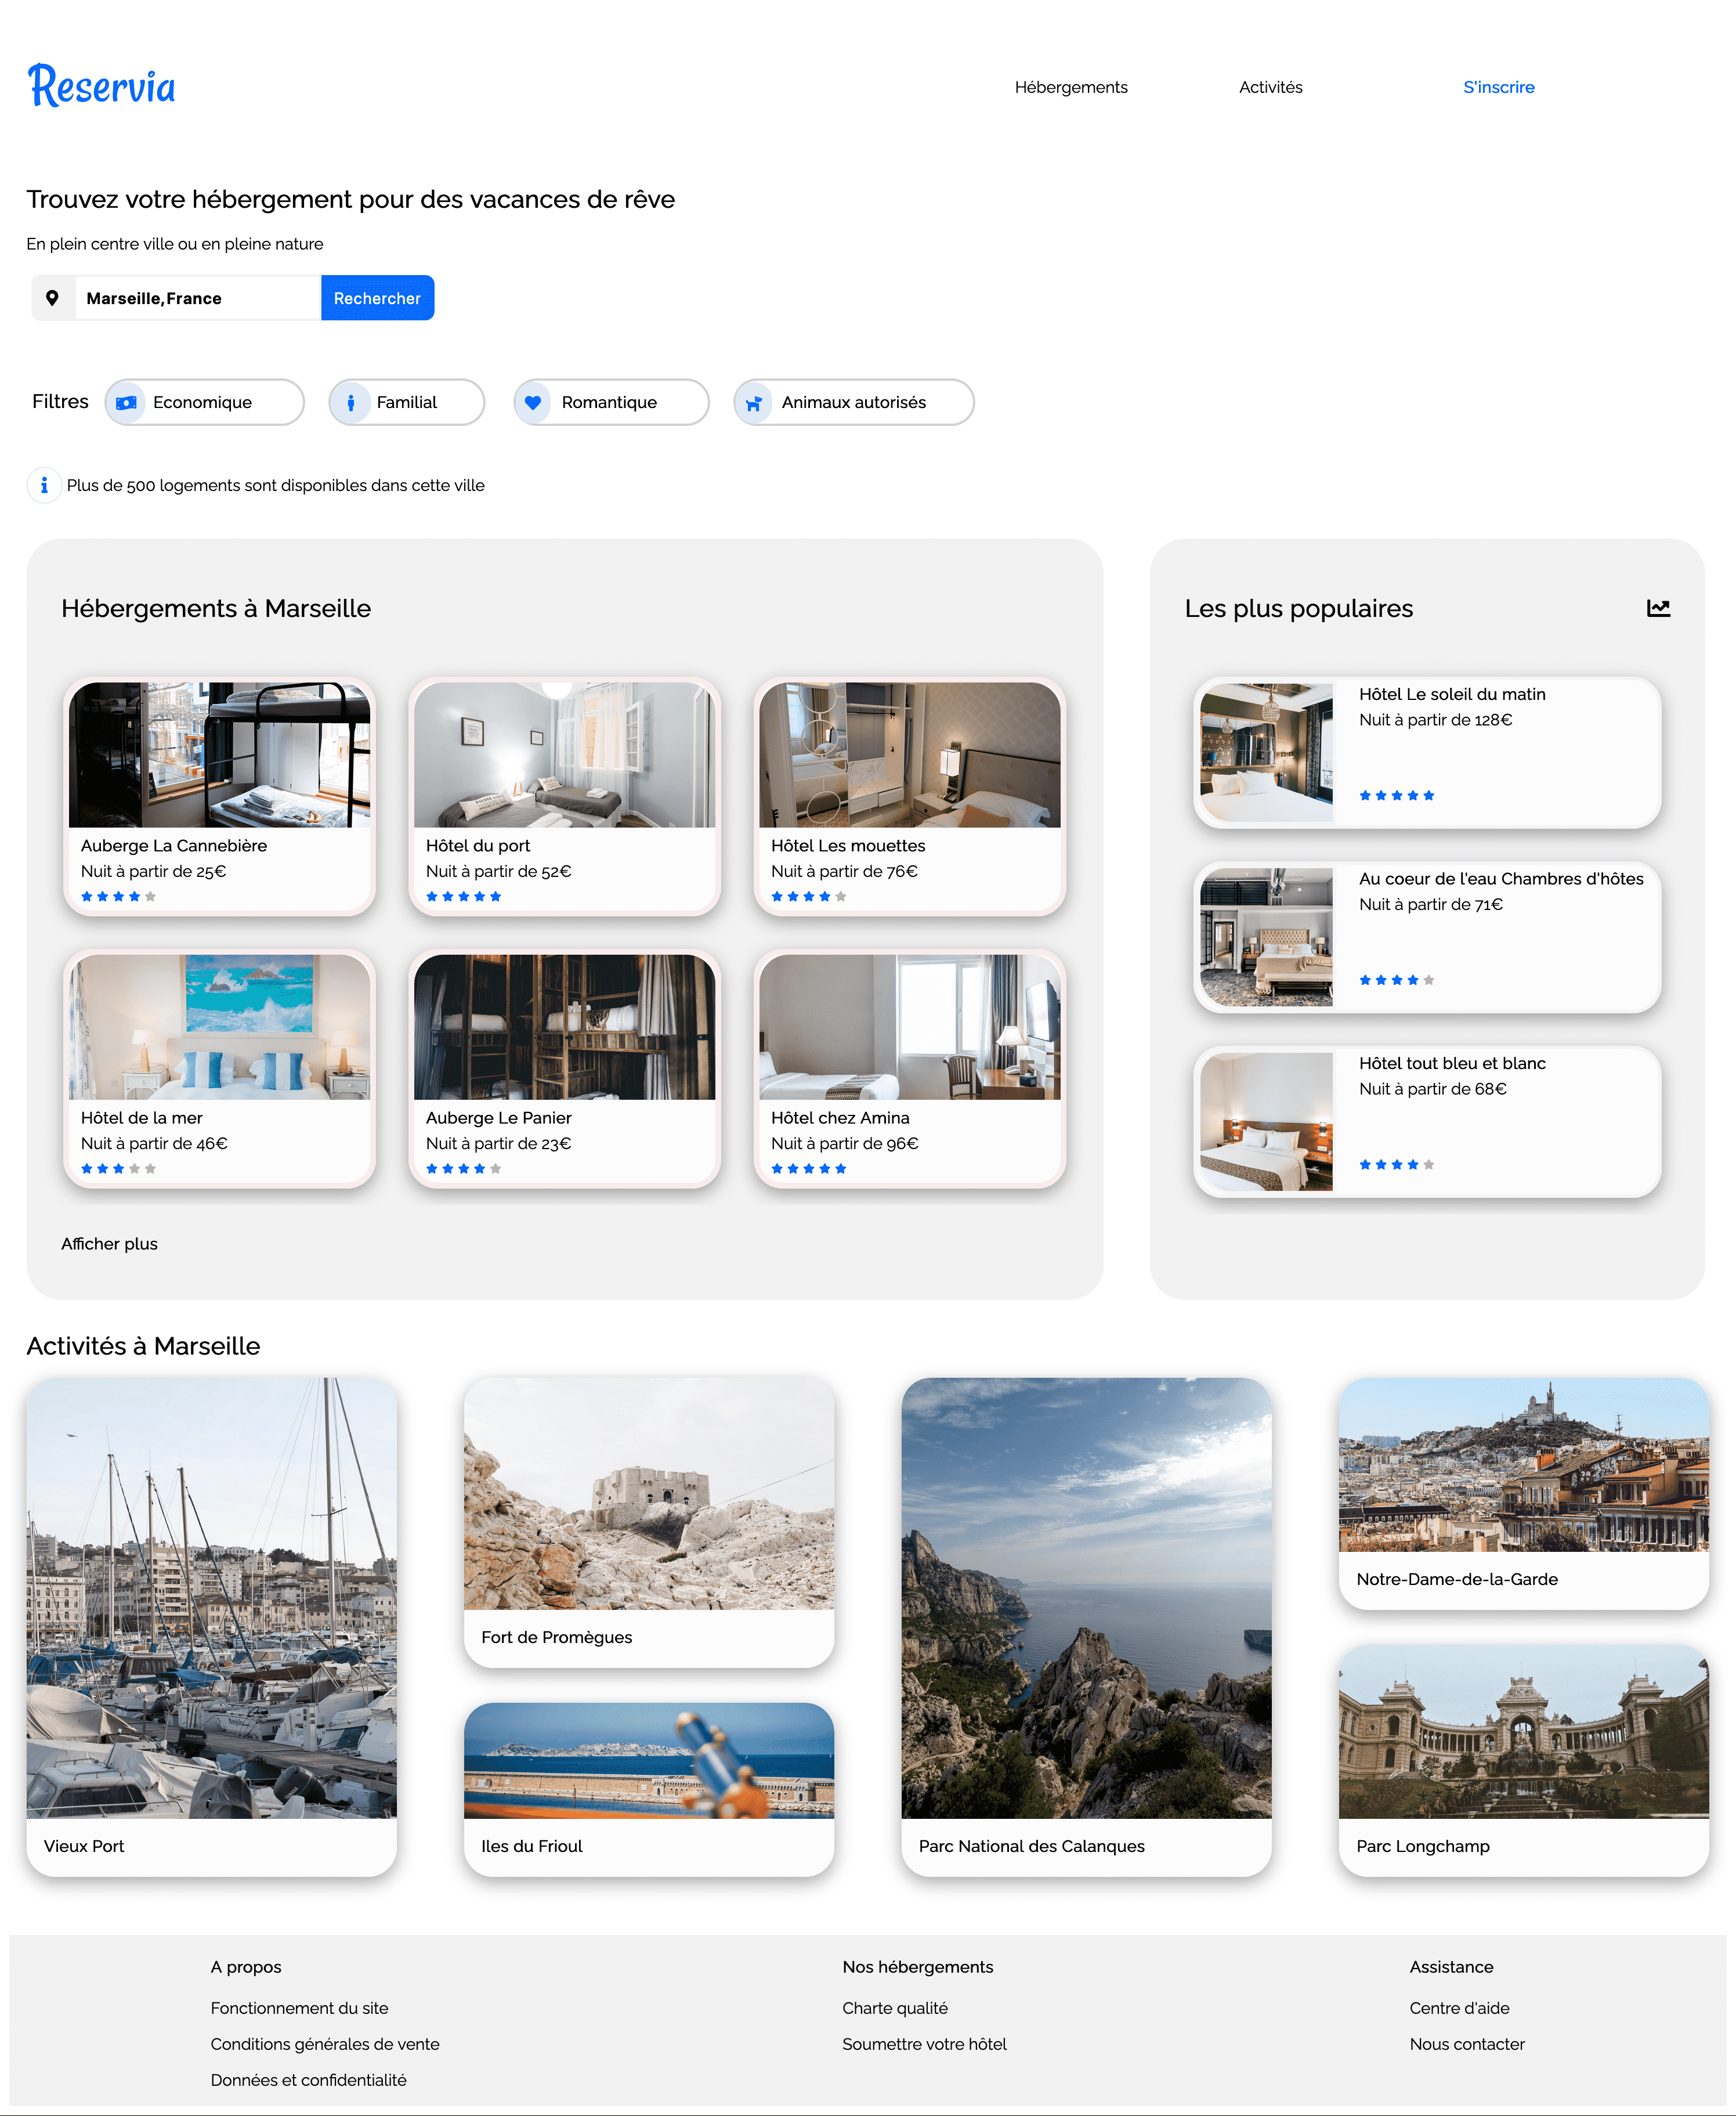 Reservia
Hébergements
Activités
S'inscrire
Trouvez votre hébergement pour des vacances de rêve
En plein centre ville ou en pleine nature
Marseille,France
Rechercher
Filtres
Economique
Familial
Romantique
Animaux autorisés
Plus de 500 logements sont disponibles dans cette ville
Hébergements à Marseille
Auberge La Cannebière
Nuit à partir de 25€
Hôtel du port
Nuit à partir de 52€
Hôtel Les mouettes
Nuit à partir de 76€
Hôtel de la mer
Nuit à partir de 46€
Auberge Le Panier
Nuit à partir de 23€
Hôtel chez Amina
Nuit à partir de 96€
Afficher plus
Les plus populaires
Hôtel Le soleil du matin
Nuit à partir de 128€
Au coeur de l'eau Chambres d'hôtes
Nuit à partir de 71€
Hôtel tout bleu et blanc
Nuit à partir de 68€
Activités à Marseille
Vieux Port
Fort de Promègues
Iles du Frioul
Parc National des Calanques
Notre-Dame-de-la-Garde
Parc Longchamp
A propos
Fonctionnement du site
Conditions générales de vente
Données et confidentialité
Nos hébergements
Charte qualité
Soumettre votre hôtel
Assistance
Centre d'aide
Nous contacter